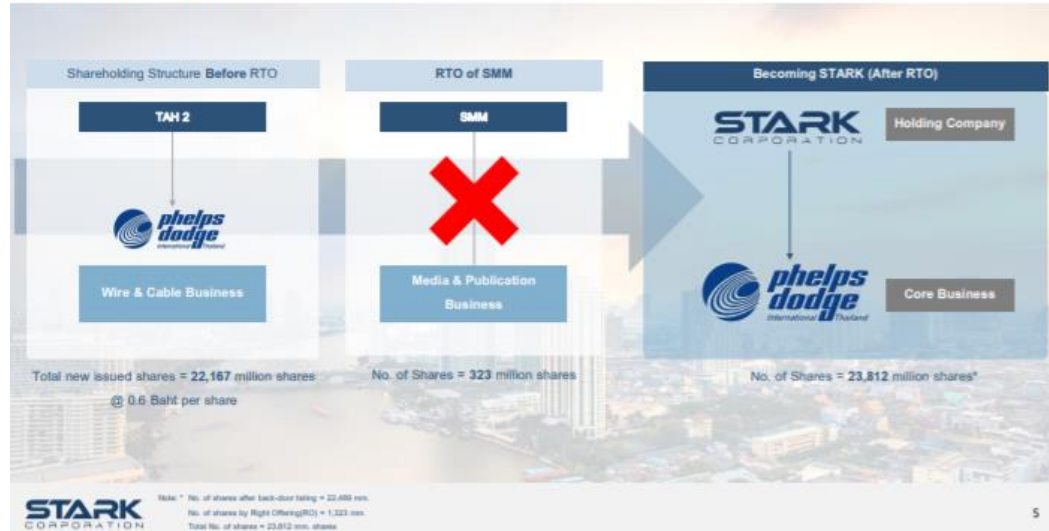 Shareholding Structure Before RTO
TAH 2
phelps
dodge
International Thailand
Wire & Cable Business
Total new issued shares = 22,167 million shares
@ 0.6 Baht per share
RTO of SMM
SMM
Media & Publication
Business
No. of Shares = 323 million shares
Becoming STARK (After RTO)
STARK
CORPORATION
Holding Company
phelps
dodge
International Thailand
Core Business
No. of Shares = 23,812 million shares*
STARK
CORPORATION
Note: * No. of shares after back-door listing = 22,489 mm.
No. of shares by Right Offering(RO) = 1,323 mm.
Total No. of shares = 23,812 mm. shares
5